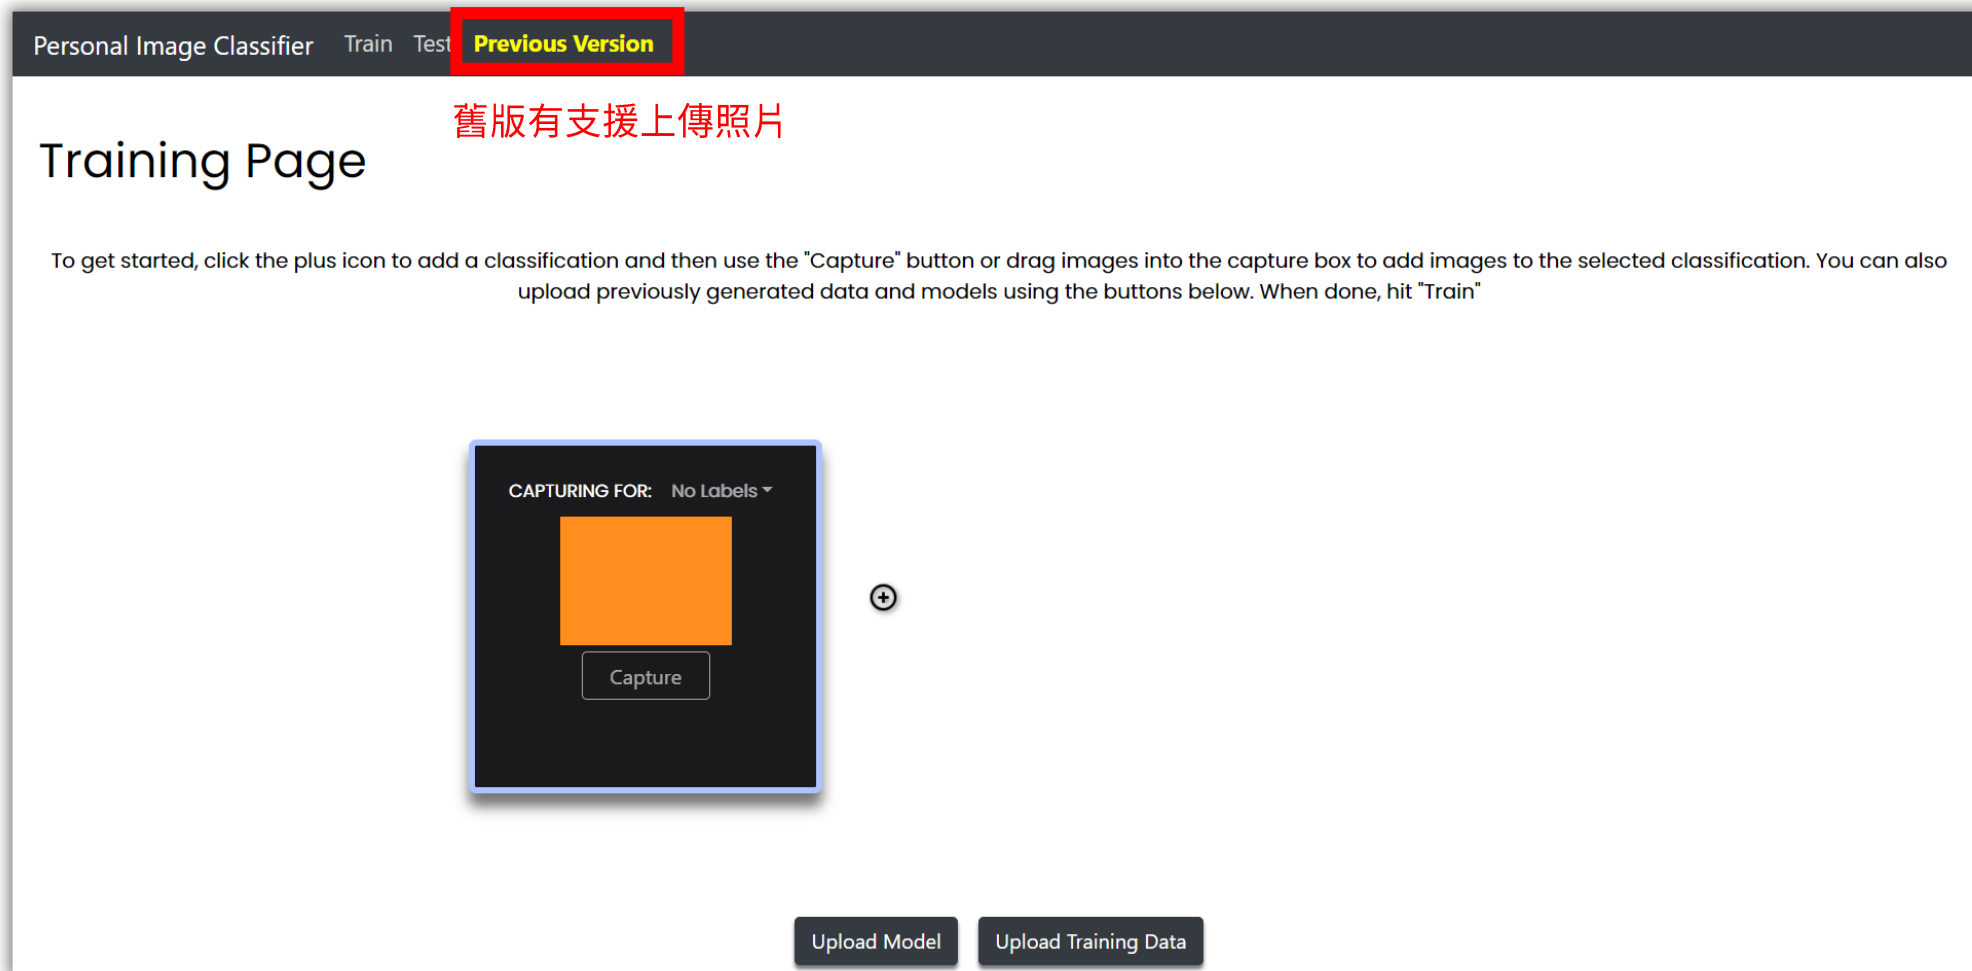 Personal Image Classifier Train Test Previous Version
舊版有支援上傳照片
Training Page
To get started, click the plus icon to add a classification and then use the "Capture" button or drag images into the capture box to add images to the selected classification. You can also
upload previously generated data and models using the buttons below. When done, hit "Train"
CAPTURING FOR: No Labels
Capture
Upload Model Upload Training Data